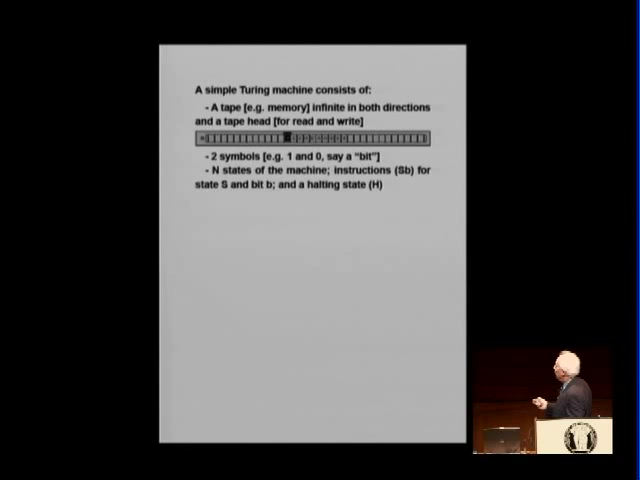 A simple Turing machine consists of:
- A tape [e.g. memory] infinite in both directions
and a tape head [for read and write]
- 2 symbols [e.g. 1 and 0, say a “bit”]
- N states of the machine; instructions (Sb) for
state S and bit b; and a halting state (H)